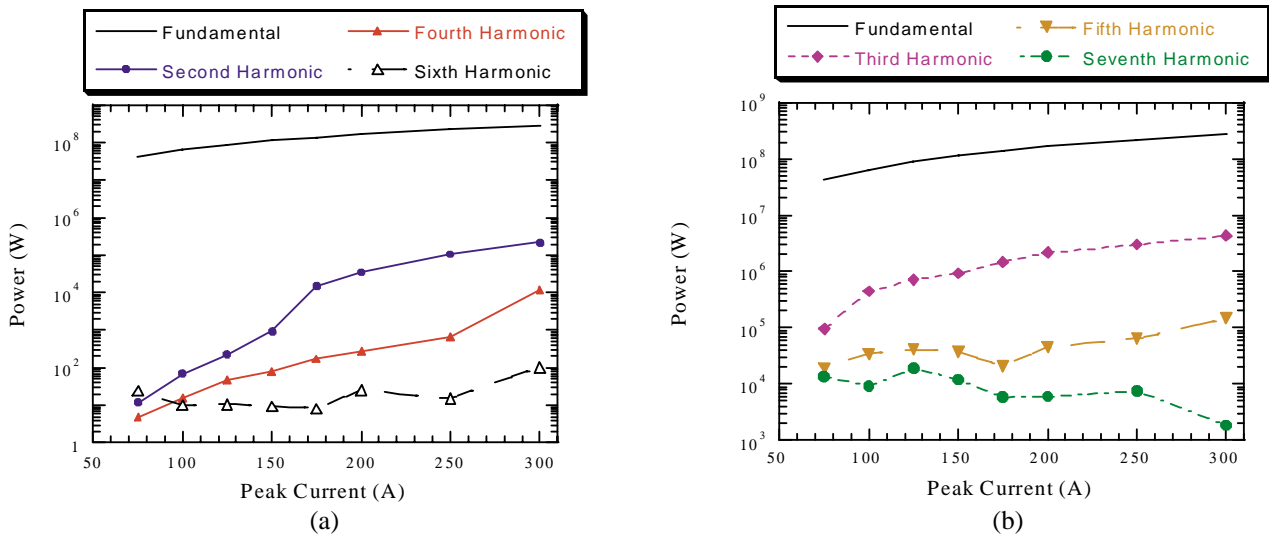 Fundamental
Fourth Harmonic
Second Harmonic
Sixth Harmonic
Power (W)
10^8
10^6
10^4
10^2
1
50 100 150 200 250 300
Peak Current (A)
(a)
Fundamental
Fifth Harmonic
Third Harmonic
Seventh Harmonic
Power (W)
10^9
10^8
10^7
10^6
10^5
10^4
10^3
50 100 150 200 250 300
Peak Current (A)
(b)